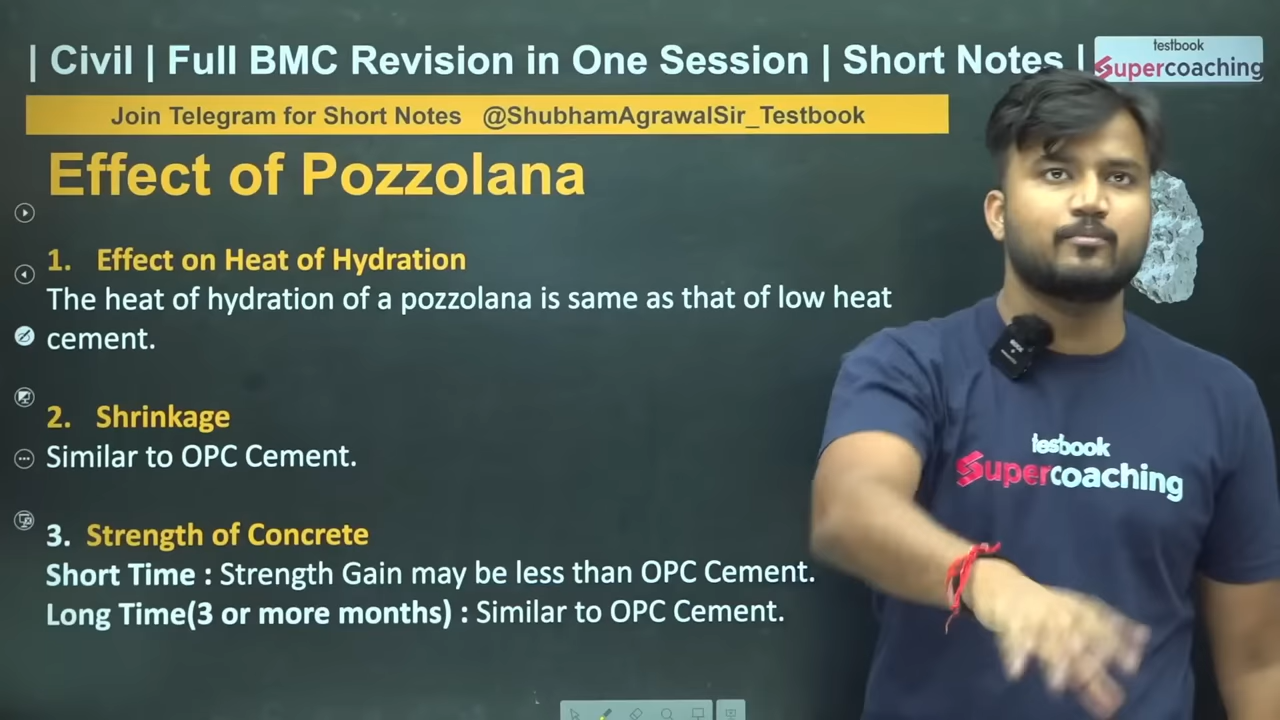 | Civil | Full BMC Revision in One Session | Short Notes |
testbook
Supercoaching
Join Telegram for Short Notes @ShubhamAgrawalSir_Testbook
Effect of Pozzolana
1. Effect on Heat of Hydration
The heat of hydration of a pozzolana is same as that of low heat
cement.
2. Shrinkage
Similar to OPC Cement.
3. Strength of Concrete
Short Time : Strength Gain may be less than OPC Cement.
Long Time(3 or more months) : Similar to OPC Cement.
tesbook
Supercoaching